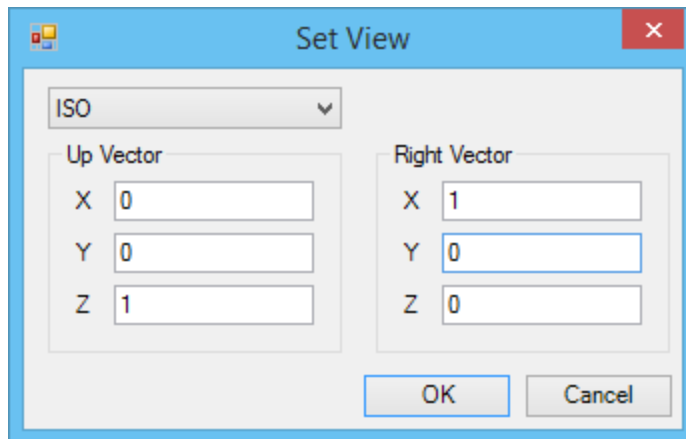 Set View
ISO
Up Vector
Right Vector
X 0
X 1
Y 0
Y 0
Z 1
Z 0
OK
Cancel